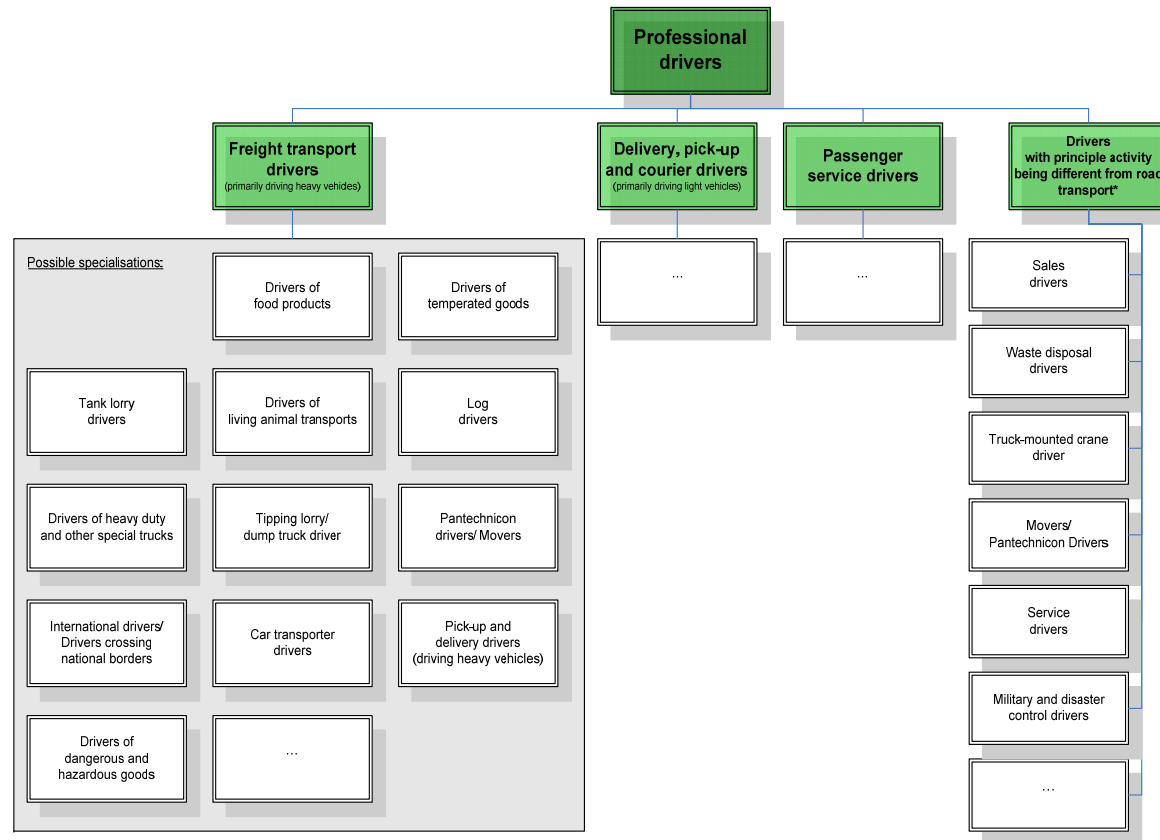 Professional
drivers
Freight transport
drivers
(primarily driving heavy vehicles)
Delivery, pick-up
and courier drivers
(primarily driving light vehicles)
Passenger
service drivers
Drivers
with principle activity
being different from road
transport*
Possible specialisations:
Drivers of
food products
Drivers of
temperated goods
Tank lorry
drivers
Drivers of
living animal transports
Log
drivers
Drivers of heavy duty
and other special trucks
Tipping lorry/
dump truck driver
Pantechnicon
drivers/ Movers
International drivers/
Drivers crossing
national borders
Car transporter
drivers
Pick-up and
delivery drivers
(driving heavy vehicles)
Drivers of
dangerous and
hazardous goods
...
...
...
Sales
drivers
Waste disposal
drivers
Truck-mounted crane
driver
Movers/
Pantechnicon Drivers
Service
drivers
Military and disaster
control drivers
...